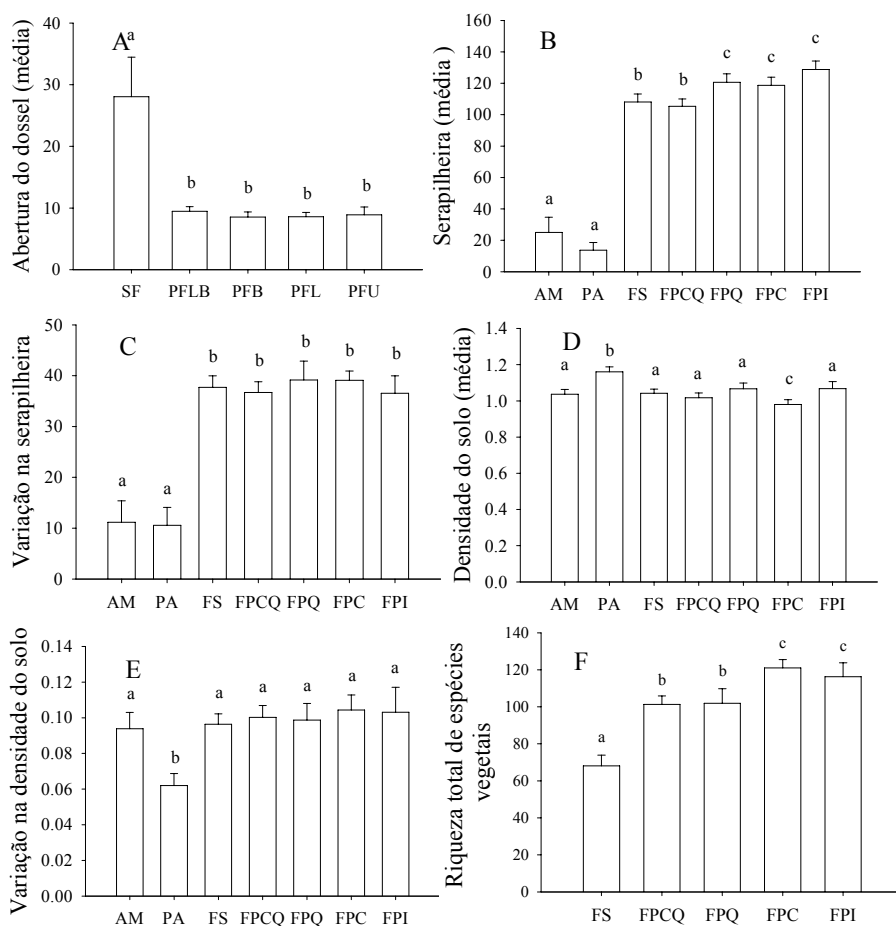 A
a
b b b b
Abertura do dossel (média)
40
30
20
10
0
SF PFLB PFB PFL PFU
B
a a b b c c c
Serapilheira (média )
160
140
120
100
80
60
40
20
0
AM PA FS FPCQ FPQ FPC FPI
C
a a b b b b b
Variação na serapilheira
50
40
30
20
10
0
AM PA FS FPCQ FPQ FPC FPI
D
a b a a a c a
Densidade do solo (média)
1.4
1.2
1.0
0.8
0.6
0.4
0.2
0.0
AM PA FS FPCQ FPQ FPC FPI
E
a b a a a a a
Variação na densidade do solo
0.14
0.12
0.10
0.08
0.06
0.04
0.02
0.00
AM PA FS FPCQ FPQ FPC FPI
F
a b b c c
Riqueza total de espécies
vegetais
140
120
100
80
60
40
20
0
FS FPCQ FPQ FPC FPI